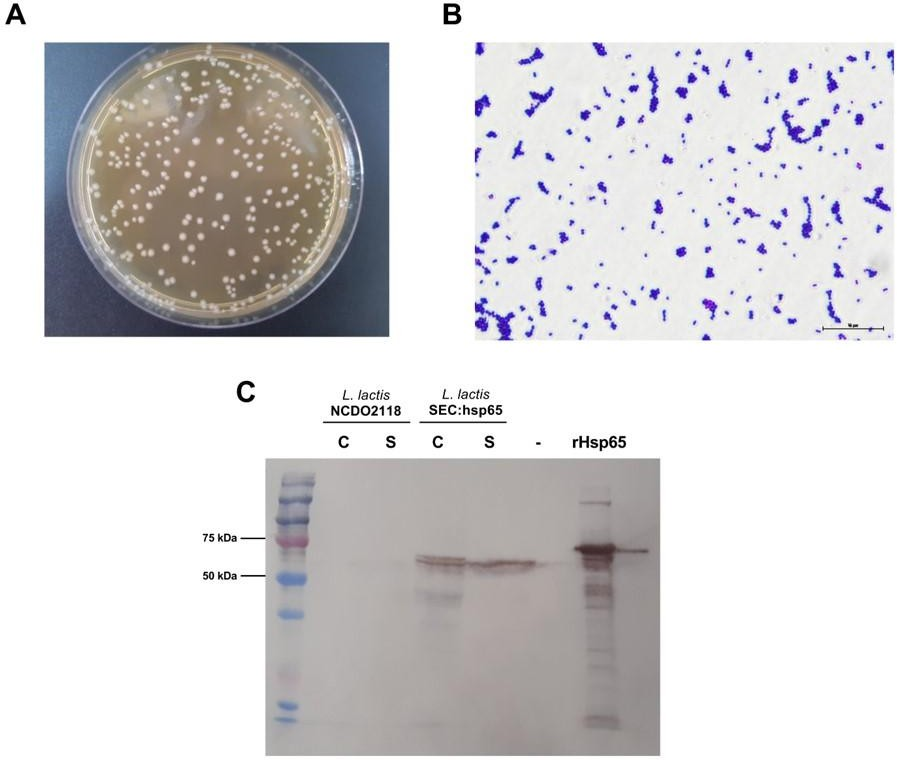 A
B
C
L. lactis
NCDO2118
L. lactis
SEC:hsp65
C S C S - rHsp65
75 kDa
50 kDa